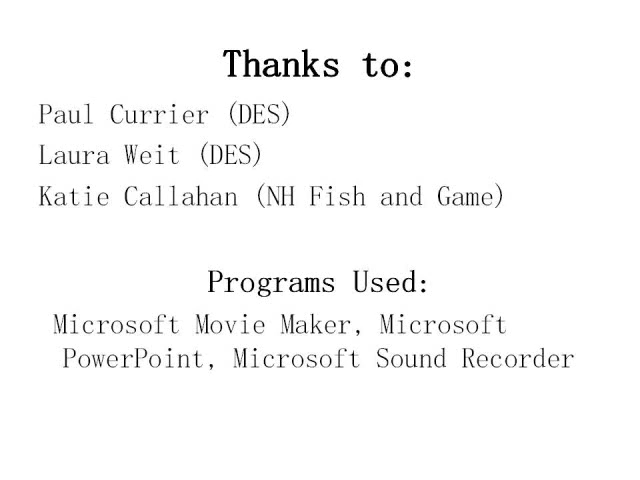 Thanks to:
Paul Currier (DES)
Laura Weit (DES)
Katie Callahan (NH Fish and Game)
Programs Used:
Microsoft Movie Maker, Microsoft
PowerPoint, Microsoft Sound Recorder